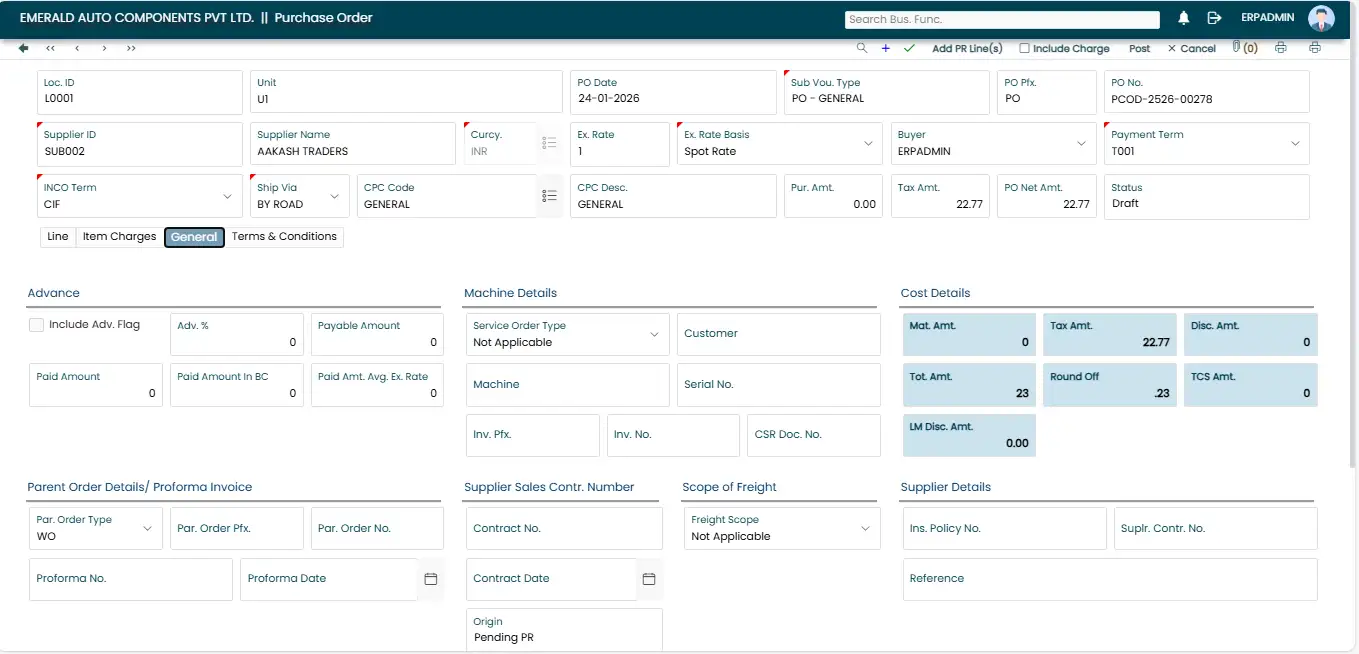 EMERALD AUTO COMPONENTS PVT LTD. || Purchase Order
Search Bus. Func.
ERPADMIN
Add PR Line(s) Include Charge Post × Cancel (0)
Loc. ID Unit PO Date Sub Vou. Type PO Pfx. PO No.
L0001 U1 24-01-2026 PO - GENERAL PO PCOD-2526-00278
Supplier ID Supplier Name Curcy. Ex. Rate Ex. Rate Basis Buyer Payment Term
SUB002 AAKASH TRADERS INR 1 Spot Rate ERPADMIN T001
INCO Term Ship Via CPC Code CPC Desc. Pur. Amt. Tax Amt. PO Net Amt. Status
CIF BY ROAD GENERAL GENERAL 0.00 22.77 22.77 Draft
Line Item Charges General Terms & Conditions
Advance Machine Details Cost Details
Include Adv. Flag Adv. % Payable Amount Service Order Type Customer Mat. Amt. Tax Amt. Disc. Amt.
0 0 Not Applicable 0 22.77 0
Paid Amount Paid Amount In BC Paid Amt. Avg. Ex. Rate Machine Serial No. Tot. Amt. Round Off TCS Amt.
0 0 0 23 .23 0
Inv. Pfx. Inv. No. CSR Doc. No. LM Disc. Amt.
0.00
Parent Order Details/ Proforma Invoice Supplier Sales Contr. Number Scope of Freight Supplier Details
Par. Order Type Par. Order Pfx. Par. Order No. Contract No. Freight Scope Ins. Policy No. Suplr. Contr. No.
WO Not Applicable
Proforma No. Proforma Date Contract Date Reference
Origin
Pending PR